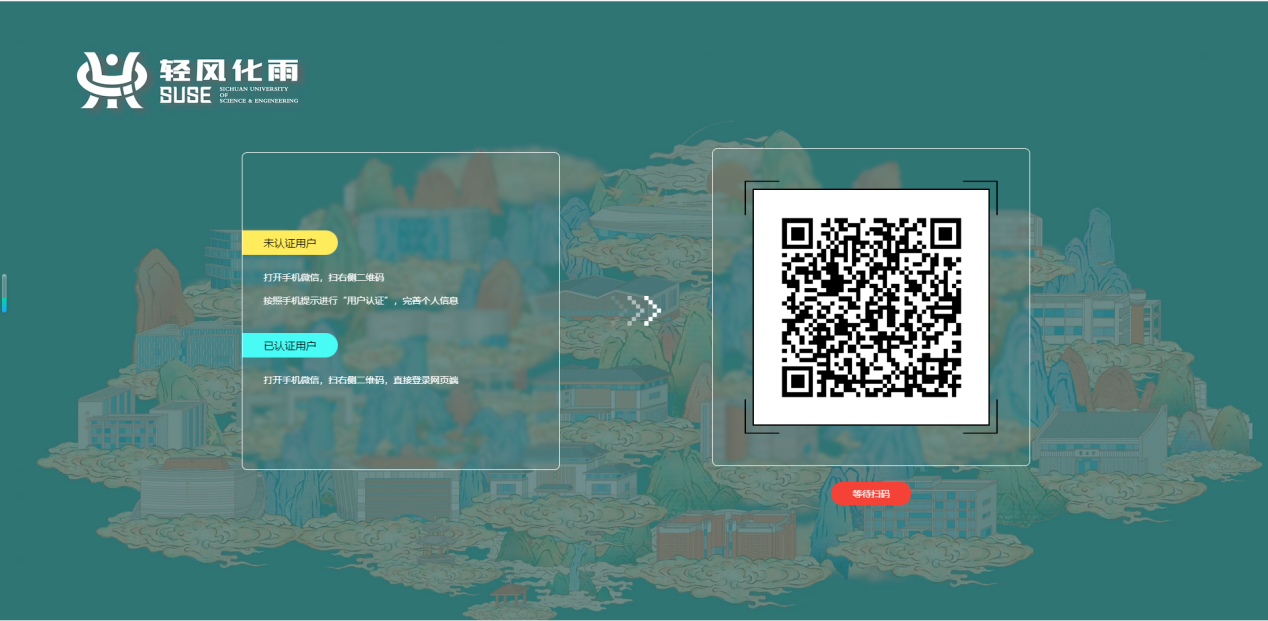 轻风化雨
SUSE
SICHUAN UNIVERSITY
OF
SCIENCE & ENGINEERING
未认证用户
打开手机微信，扫右侧二维码
按照手机提示进行“用户认证”，完善个人信息
已认证用户
打开手机微信，扫右侧二维码，直接登录网页端
等待扫码